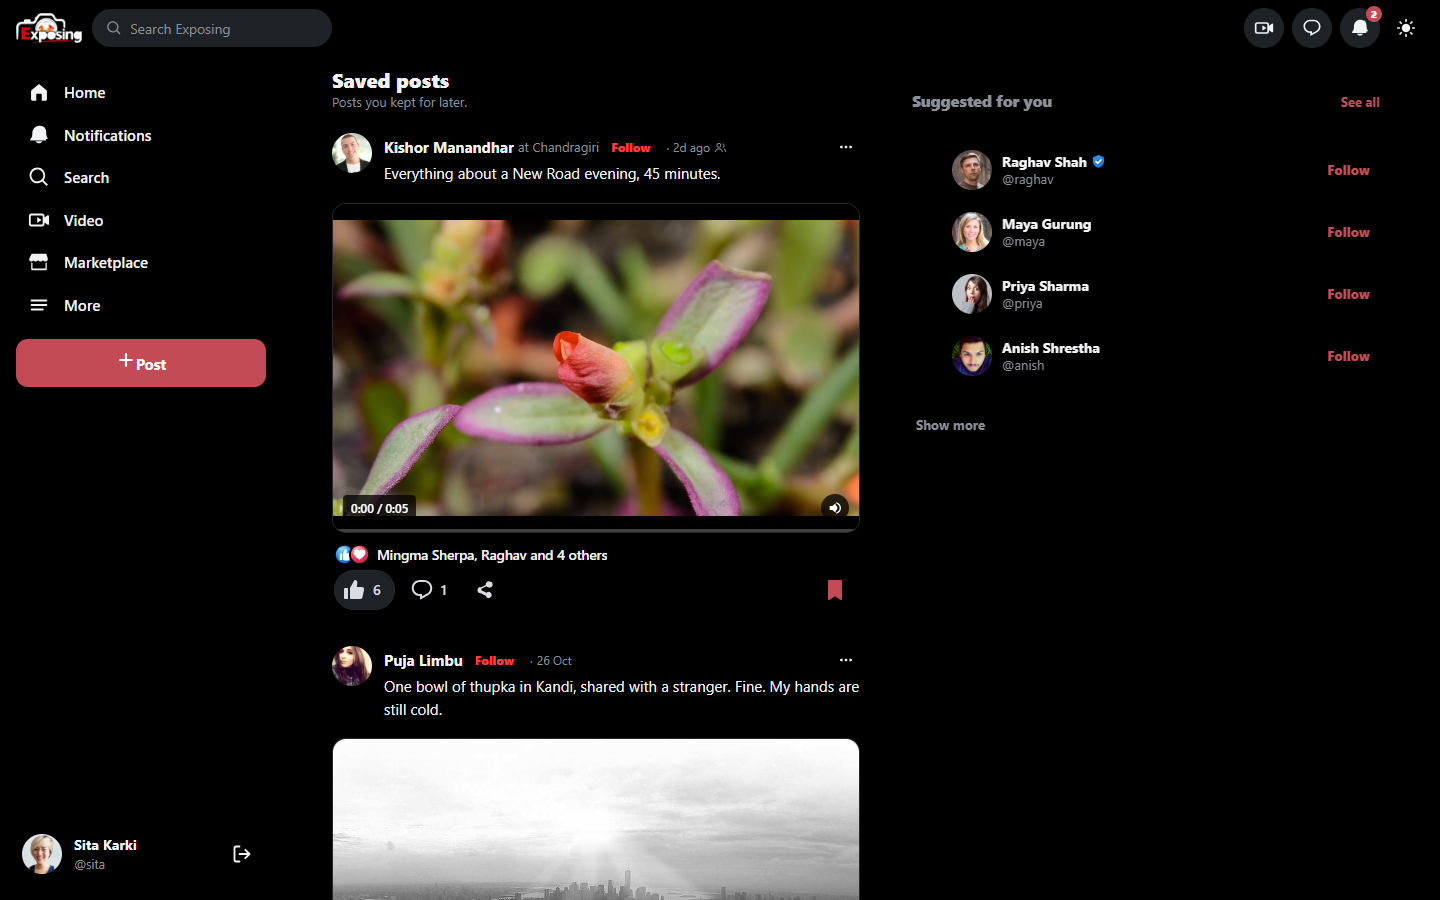 Exposing
Search Exposing
2
Home
Notifications
Search
Video
Marketplace
More
Post
Sita Karki
@sita
Saved posts
Posts you kept for later.
Kishor Manandhar at Chandragiri Follow · 2d ago
Everything about a New Road evening, 45 minutes.
0:00 / 0:05
Mingma Sherpa, Raghav and 4 others
6 1
Puja Limbu Follow · 26 Oct
One bowl of thupka in Kandi, shared with a stranger. Fine. My hands are
still cold.
Suggested for you See all
Raghav Shah
@raghav
Follow
Maya Gurung
@maya
Follow
Priya Sharma
@priya
Follow
Anish Shrestha
@anish
Follow
Show more